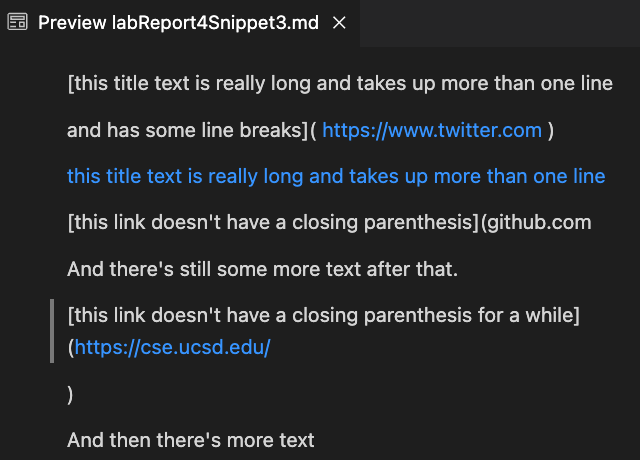 Preview labReport4Snippet3.md
[this title text is really long and takes up more than one line
and has some line breaks]( https://www.twitter.com )
this title text is really long and takes up more than one line
[this link doesn't have a closing parenthesis](github.com
And there's still some more text after that.
[this link doesn't have a closing parenthesis for a while]
(https://cse.ucsd.edu/
)
And then there's more text